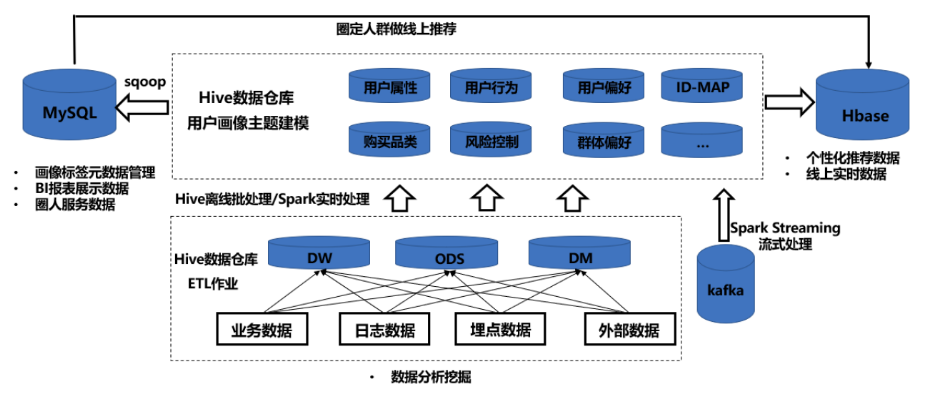 圈定人群做线上推荐
sqoop
MySQL
Hive数据仓库
用户画像主题建模
用户属性
用户行为
用户偏好
ID-MAP
购买品类
风险控制
群体偏好
...
Hbase
• 画像标签元数据管理
• BI报表展示数据
• 圈人服务数据
• 个性化推荐数据
• 线上实时数据
Hive离线批处理/Spark实时处理
Spark Streaming
流式处理
kafka
Hive数据仓库
ETL作业
DW
ODS
DM
业务数据
日志数据
埋点数据
外部数据
• 数据分析挖掘